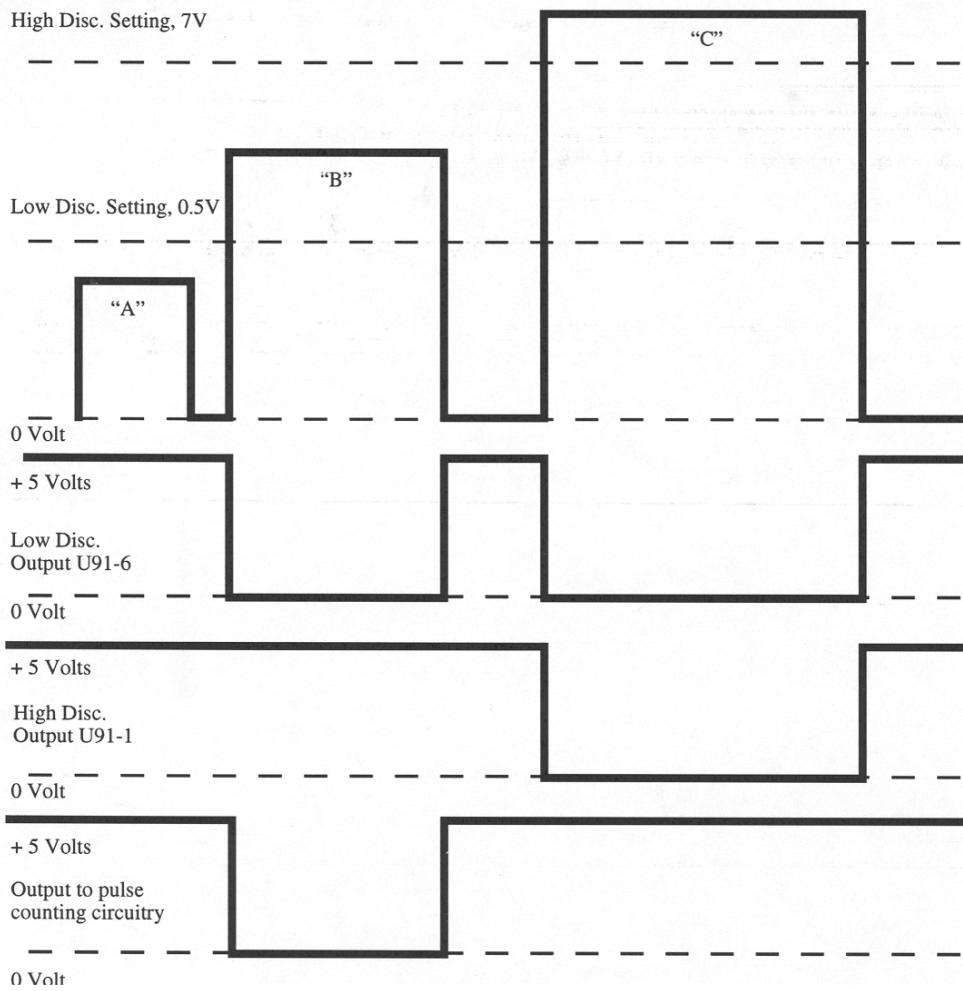 High Disc. Setting, 7V
“C”
“B”
Low Disc. Setting, 0.5V
“A”
0 Volt
+ 5 Volts
Low Disc.
Output U91-6
0 Volt
+ 5 Volts
High Disc.
Output U91-1
0 Volt
+ 5 Volts
Output to pulse
counting circuitry
0 Volt